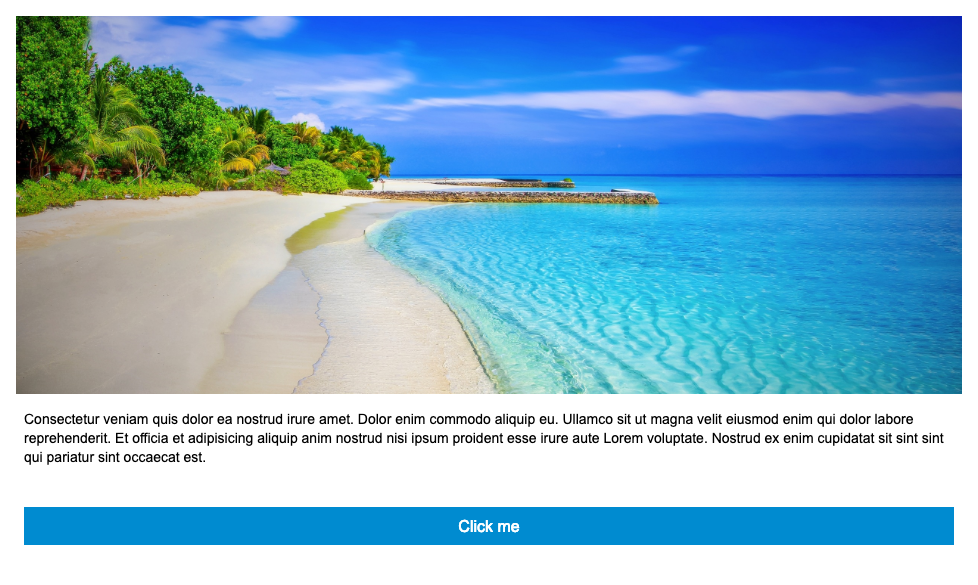 Consectetur veniam quis dolor ea nostrud irure amet. Dolor enim commodo aliquip eu. Ullamco sit ut magna velit eiusmod enim qui dolor labore
reprehenderit. Et officia et adipisicing aliquip anim nostrud nisi ipsum proident esse irure aute Lorem voluptate. Nostrud ex enim cupidatat sit sint sint
qui pariatur sint occaecat est.
Click me